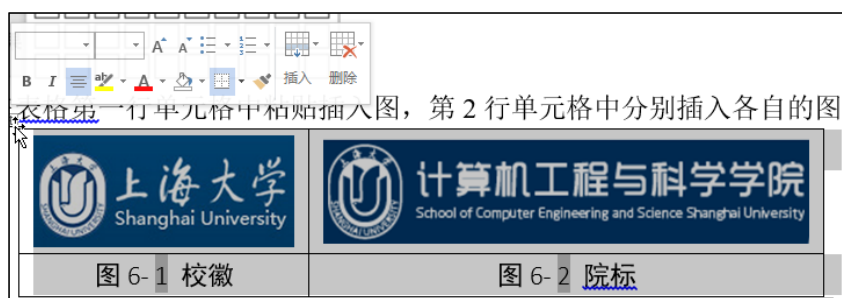 B I A
插入 删除
表格第一行单元格中粘贴插入图，第 2 行单元格中分别插入各自的图
上海大学
Shanghai University
计算机工程与科学学院
School of Computer Engineering and Science Shanghai University
图 6- 1 校徽
图 6- 2 院标